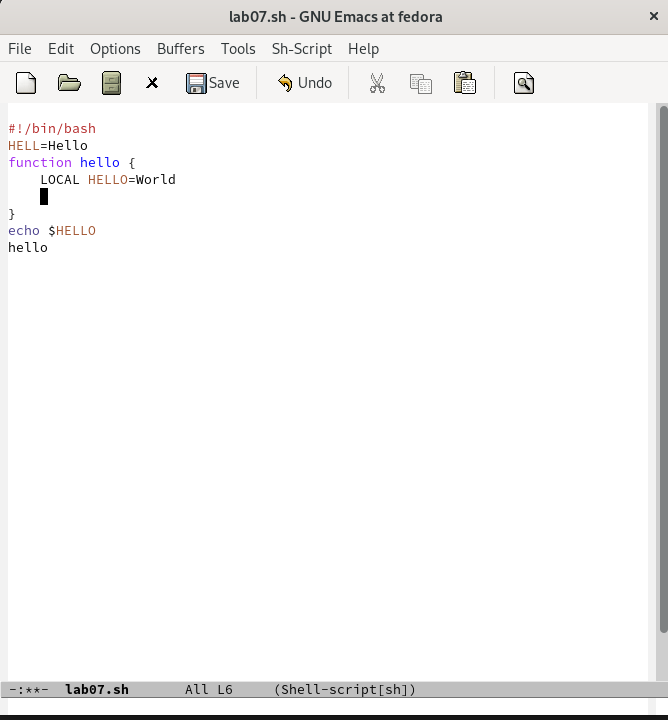 lab07.sh - GNU Emacs at fedora
File Edit Options Buffers Tools Sh-Script Help
Save Undo
#!/bin/bash
HELL=Hello
function hello {
    LOCAL HELLO=World
}
echo $HELLO
hello
-:**-  lab07.sh       All L6     (Shell-script[sh])